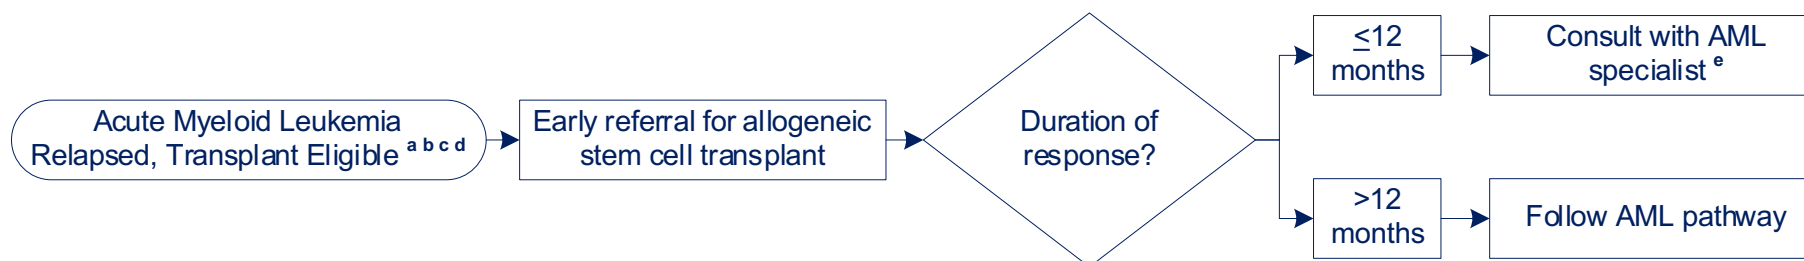 Acute Myeloid Leukemia
Relapsed, Transplant Eligible a b c d
Early referral for allogeneic
stem cell transplant
Duration of
response?
≤12
months
Consult with AML
specialist e
>12
months
Follow AML pathway